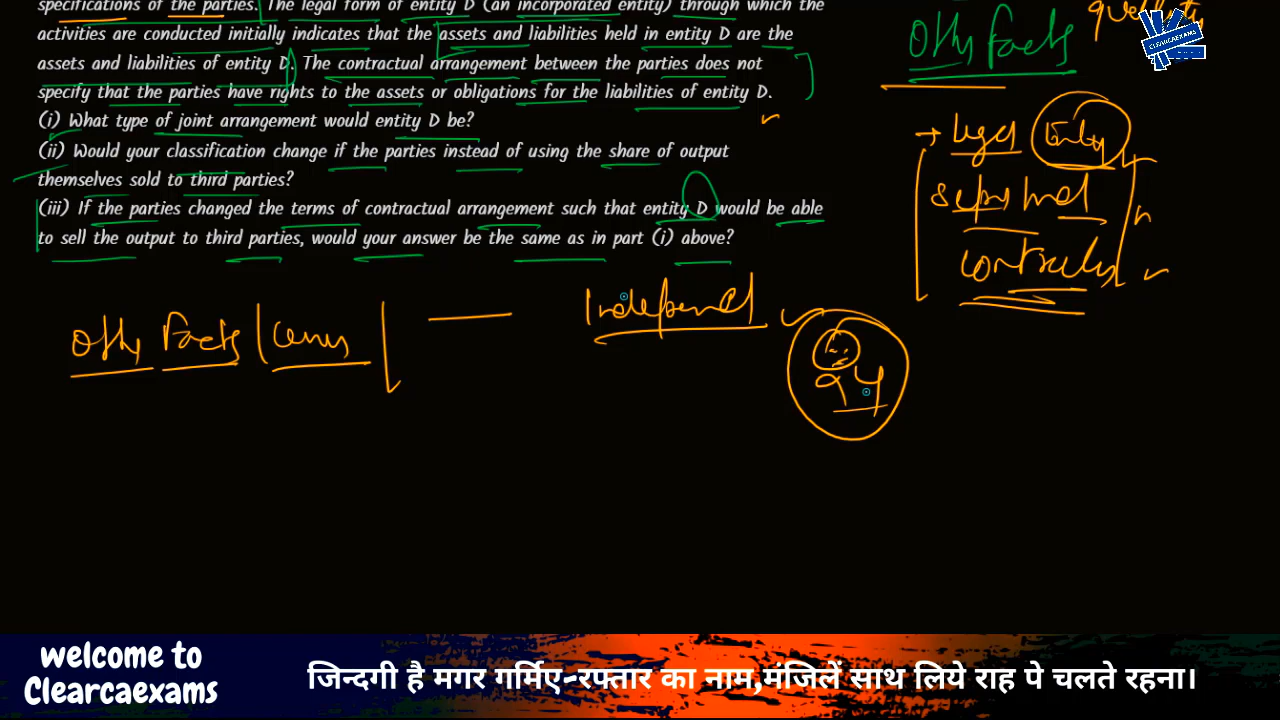 specifications of the parties. The legal form of entity D (an incorporated entity) through which the
activities are conducted initially indicates that the assets and liabilities held in entity D are the
assets and liabilities of entity D. The contractual arrangement between the parties does not
specify that the parties have rights to the assets or obligations for the liabilities of entity D.
(i) What type of joint arrangement would entity D be?
(ii) Would your classification change if the parties instead of using the share of output
themselves sold to third parties?
(iii) If the parties changed the terms of contractual arrangement such that entity D would be able
to sell the output to third parties, would your answer be the same as in part (i) above?
CLEARCAEXAMS
Other facts
Legal Entity
Other Facts
welcome to
Clearcaexams
जिन्दगी है मगर गर्मिए-रफ्तार का नाम,मंजिलें साथ लिये राह पे चलते रहना।